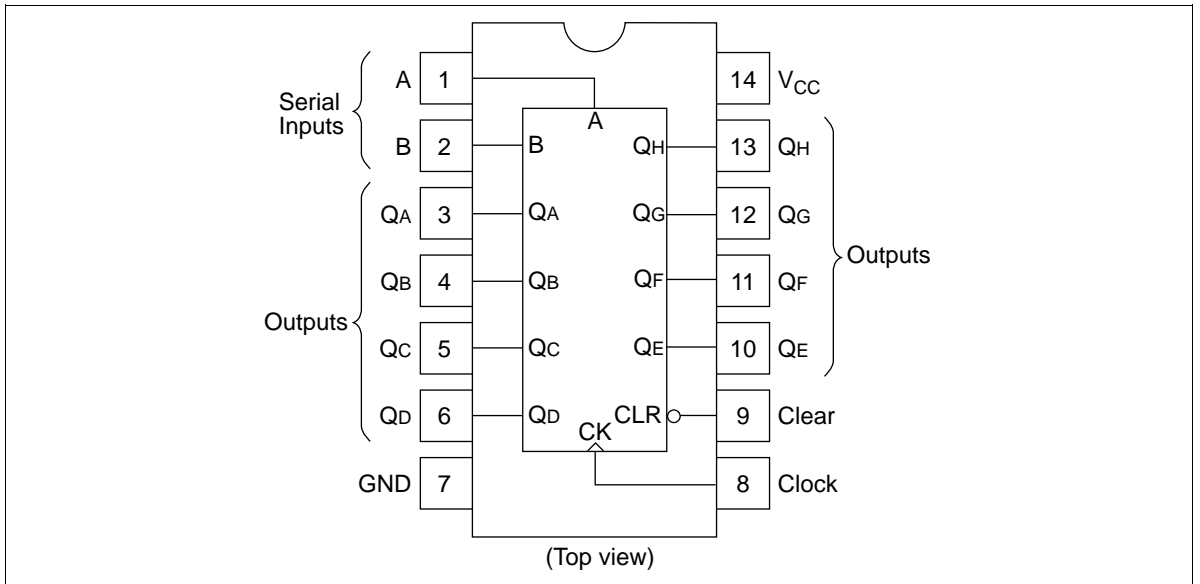 Serial
Inputs
A 1
B 2
Outputs
QA 3
QB 4
QC 5
QD 6
GND 7
A
B
QA
QB
QC
QD
CK
QH
QG
QF
QE
CLR
14 VCC
13 QH
12 QG
11 QF
10 QE
Outputs
9 Clear
8 Clock
(Top view)